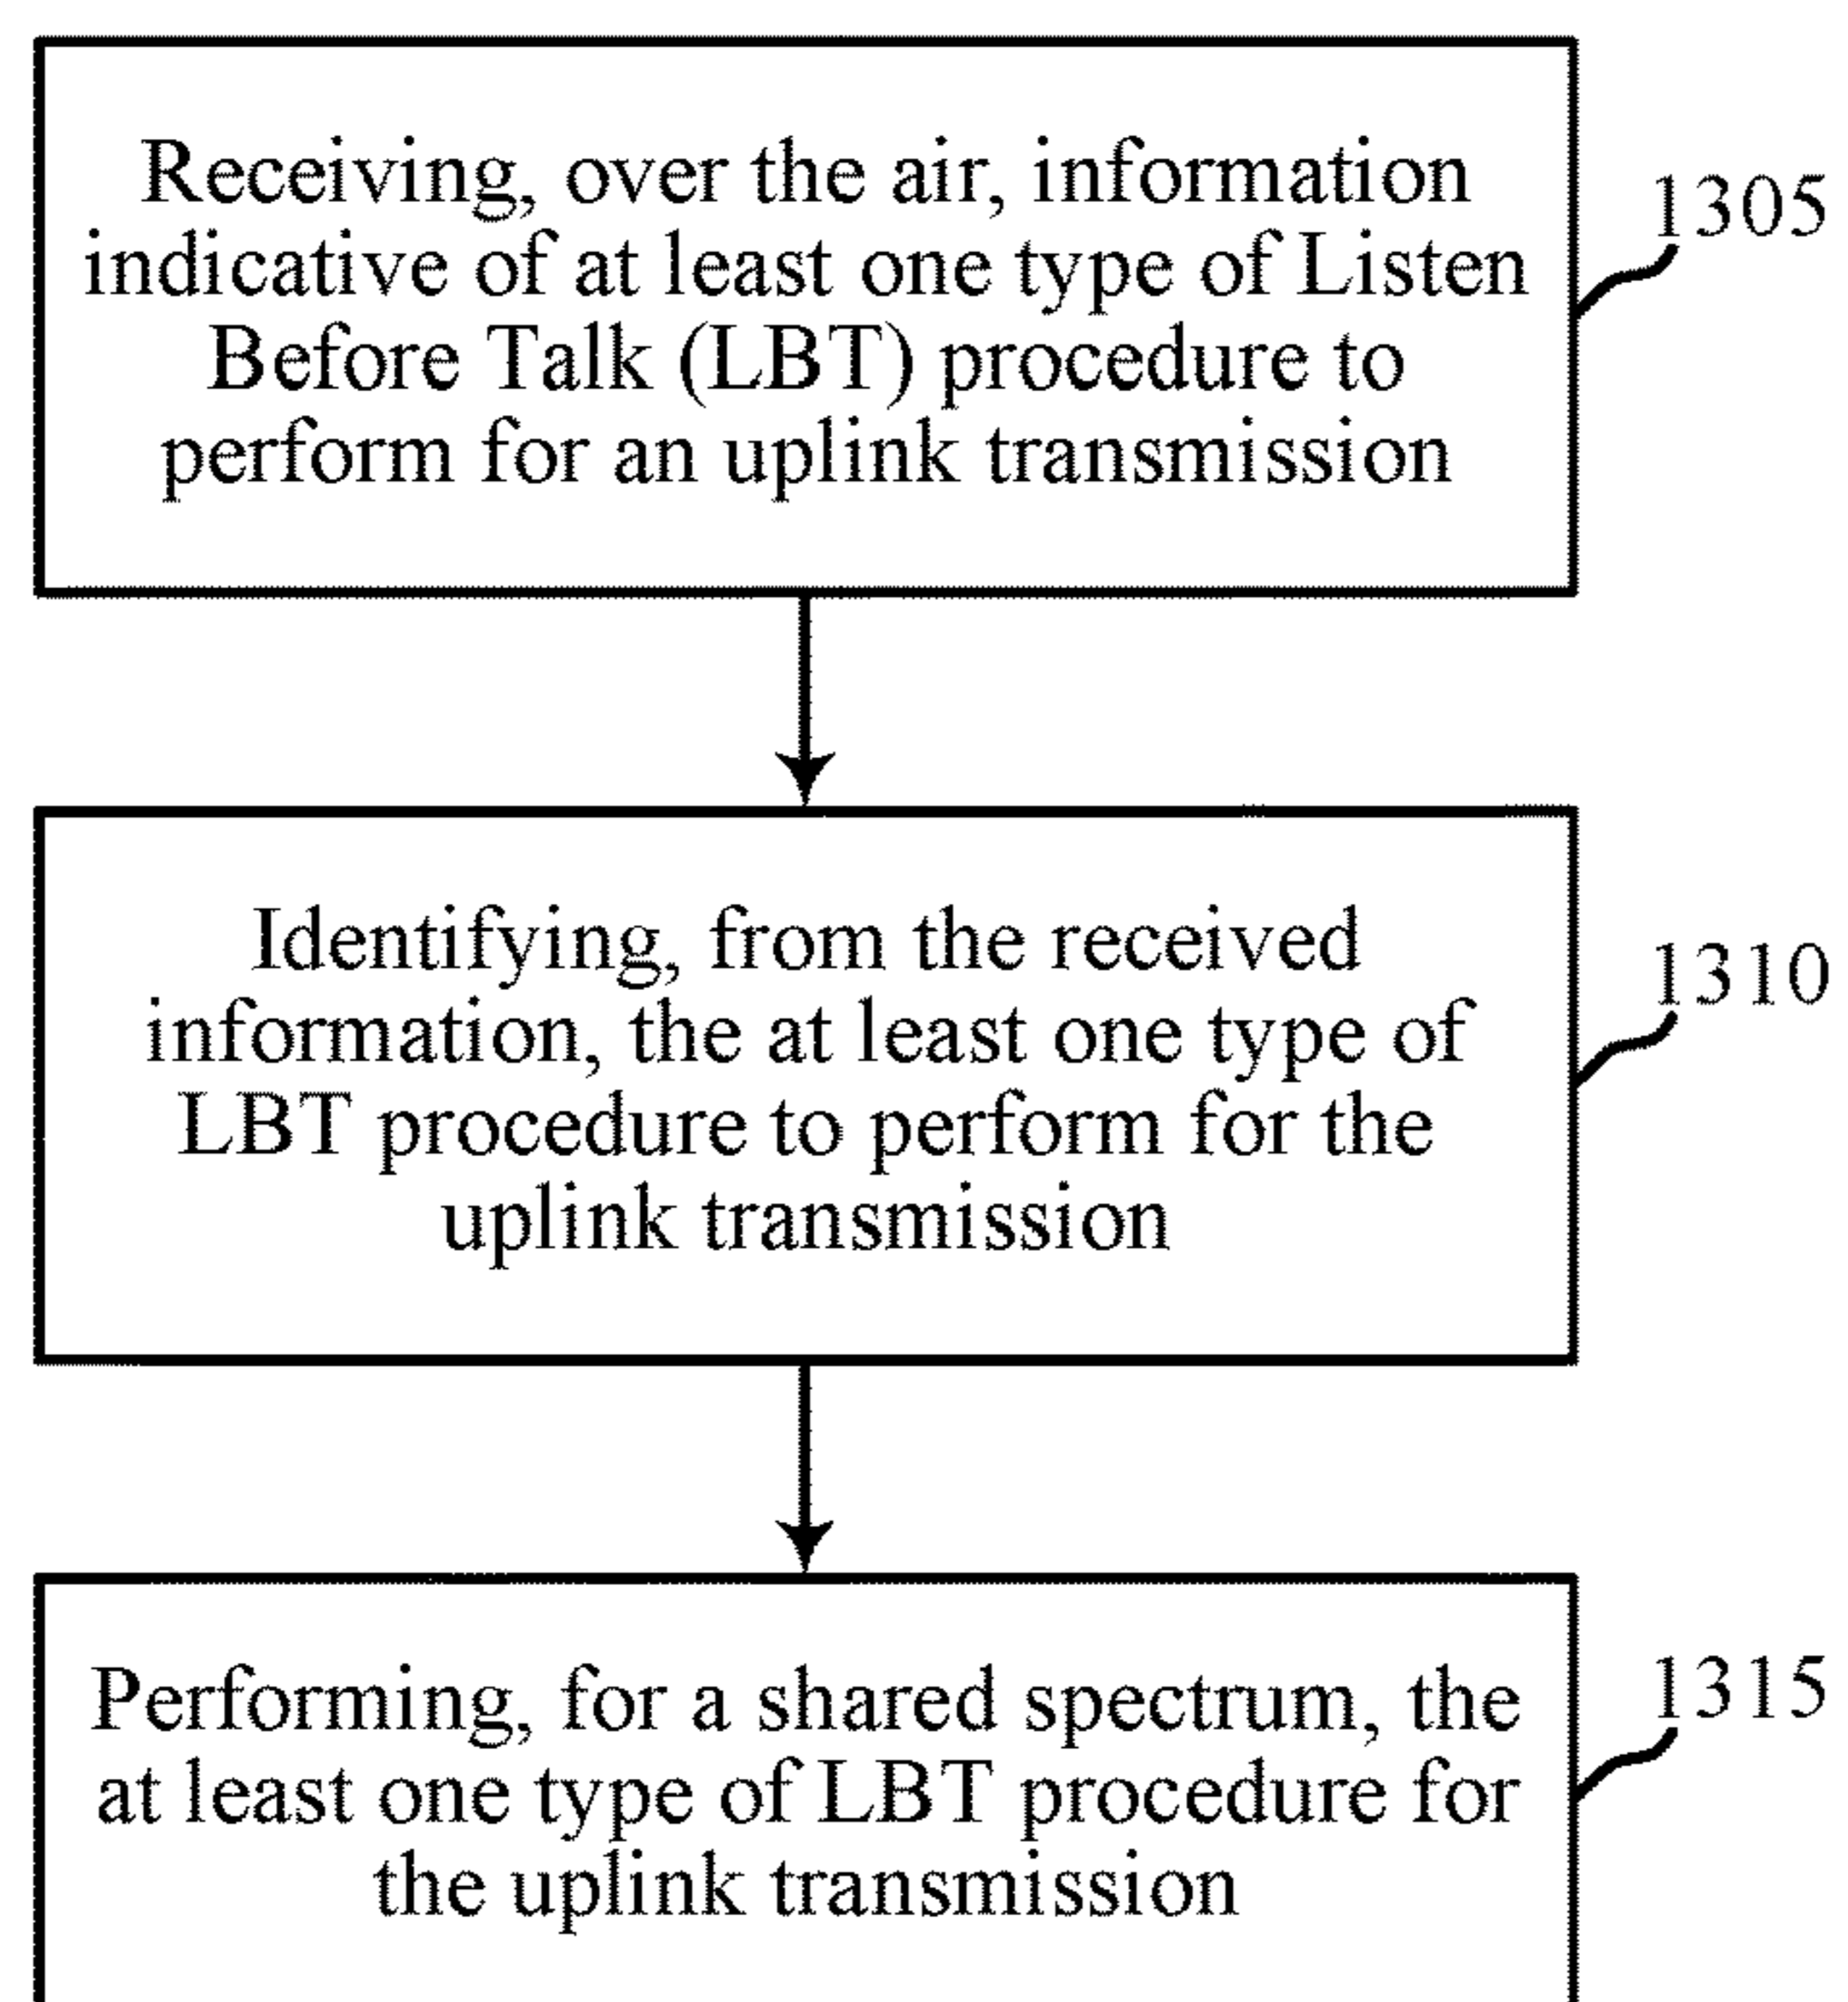 Receiving, over the air, information
indicative of at least one type of Listen
Before Talk (LBT) procedure to
perform for an uplink transmission
1305
Identifying, from the received
information, the at least one type of
LBT procedure to perform for the
uplink transmission
1310
Performing, for a shared spectrum, the
at least one type of LBT procedure for
the uplink transmission
1315